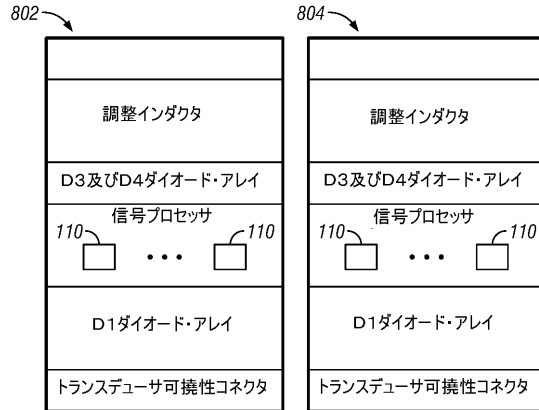 802
804
調整インダクタ
D3及びD4ダイオード・アレイ
信号プロセッサ
110
110
D1ダイオード・アレイ
トランスデューサ可撓性コネクタ
調整インダクタ
D3及びD4ダイオード・アレイ
信号プロセッサ
110
110
D1ダイオード・アレイ
トランスデューサ可撓性コネクタ